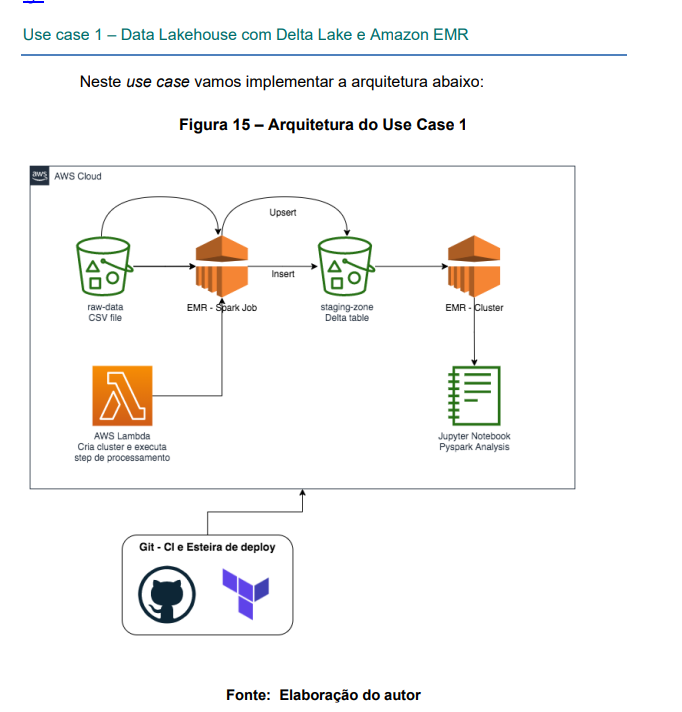 Use case 1 – Data Lakehouse com Delta Lake e Amazon EMR
Neste use case vamos implementar a arquitetura abaixo:
Figura 15 – Arquitetura do Use Case 1
aws
AWS Cloud
Upsert
Insert
raw-data
CSV file
EMR - Spark Job
staging-zone
Delta table
EMR - Cluster
AWS Lambda
Cria cluster e executa
step de processamento
Jupyter Notebook
Pyspark Analysis
Git - CI e Esteira de deploy
Fonte: Elaboração do autor